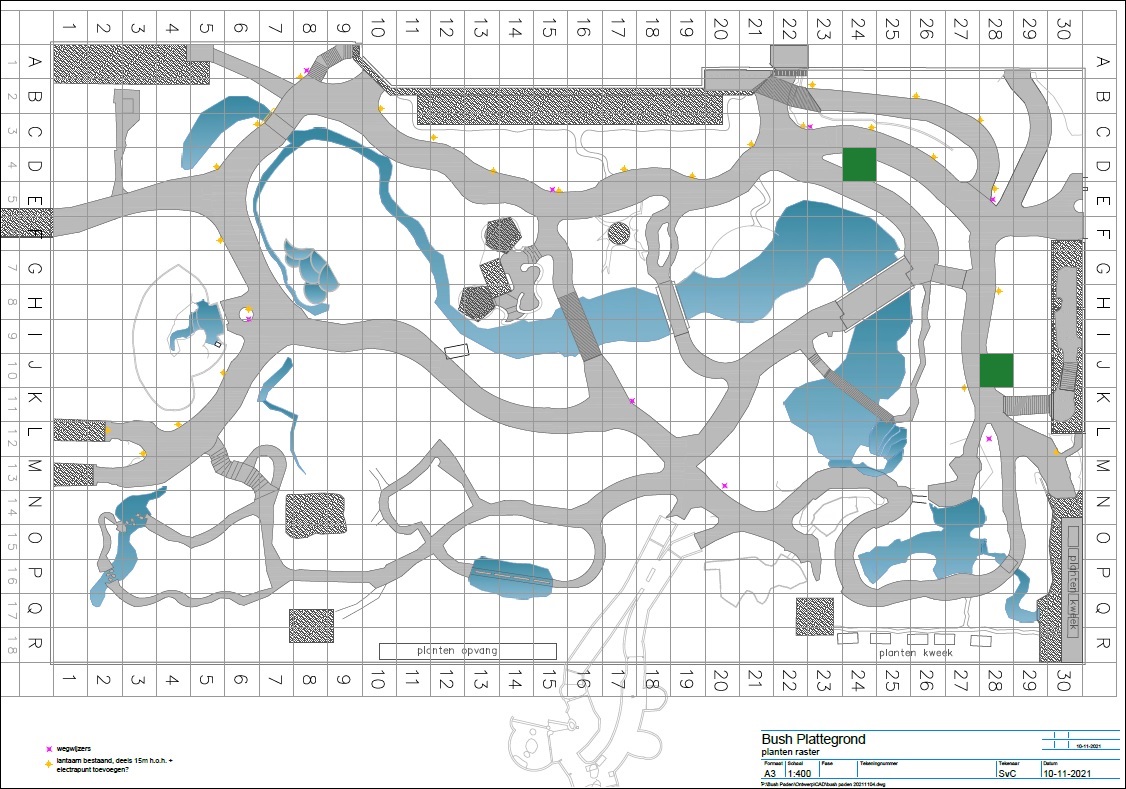 1 2 3 4 5 6 7 8 9 10 11 12 13 14 15 16 17 18 19 20 21 22 23 24 25 26 27 28 29 30
1 A A
2 B B
3 C C
4 D D
5 E E
F F
7 G G
8 H H
9 I I
10 J J
11 K K
12 L L
13 M M
14 N N
15 O O
16 P P
17 Q Q
18 R R
planten kweek
planten opvang
planten kweek
1 2 3 4 5 6 7 8 9 10 11 12 13 14 15 16 17 18 19 20 21 22 23 24 25 26 27 28 29 30
wegwijzers
lantaarn bestaand, deels 15m h.o.h. +
electrapunt toevoegen?
Bush Plattegrond
planten raster
10-11-2021
Formaat Schaal Fase Tekeningnummer Tekenaar Datum
A3 1:400 SvC 10-11-2021
P:\Bush Paden\Ontwerp\CAD\bush paden 20211104.dwg